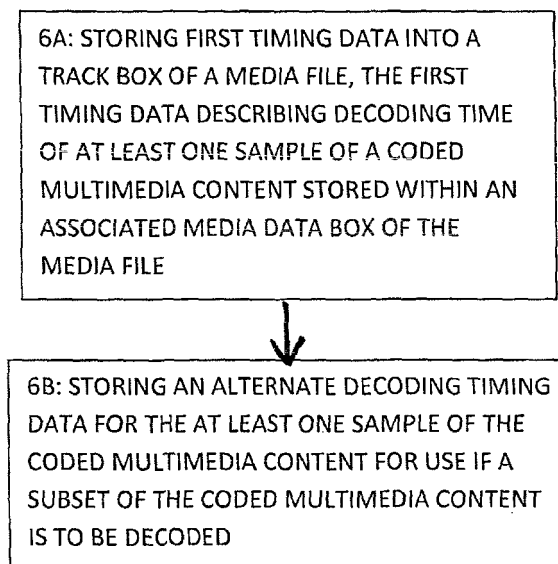 6A: STORING FIRST TIMING DATA INTO A
TRACK BOX OF A MEDIA FILE, THE FIRST
TIMING DATA DESCRIBING DECODING TIME
OF AT LEAST ONE SAMPLE OF A CODED
MULTIMEDIA CONTENT STORED WITHIN AN
ASSOCIATED MEDIA DATA BOX OF THE
MEDIA FILE
6B: STORING AN ALTERNATE DECODING TIMING
DATA FOR THE AT LEAST ONE SAMPLE OF THE
CODED MULTIMEDIA CONTENT FOR USE IF A
SUBSET OF THE CODED MULTIMEDIA CONTENT
IS TO BE DECODED